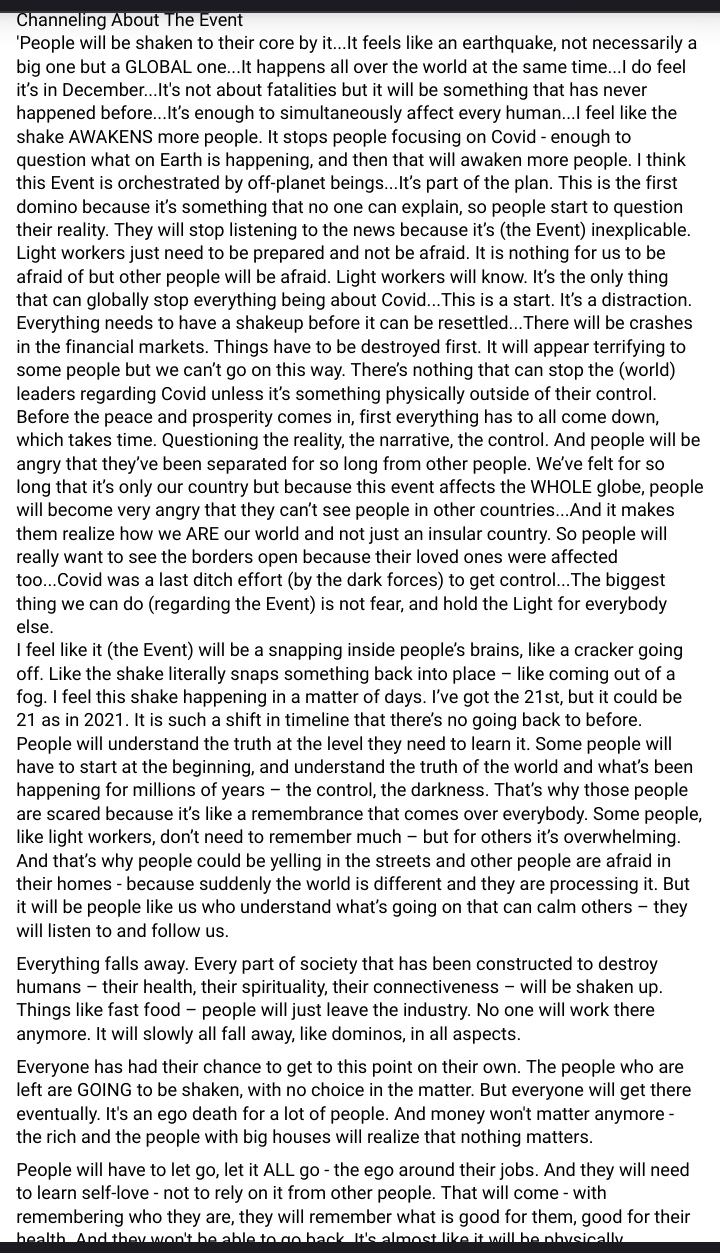 Channeling About The Event
'People will be shaken to their core by it...It feels like an earthquake, not necessarily a
big one but a GLOBAL one...It happens all over the world at the same time...I do feel
it's in December...It's not about fatalities but it will be something that has never
happened before...It's enough to simultaneously affect every human...I feel like the
shake AWAKENS more people. It stops people focusing on Covid - enough to
question what on Earth is happening, and then that will awaken more people. I think
this Event is orchestrated by off-planet beings...It's part of the plan. This is the first
domino because it's something that no one can explain, so people start to question
their reality. They will stop listening to the news because it's (the Event) inexplicable.
Light workers just need to be prepared and not be afraid. It is nothing for us to be
afraid of but other people will be afraid. Light workers will know. It's the only thing
that can globally stop everything being about Covid...This is a start. It's a distraction.
Everything needs to have a shakeup before it can be resettled...There will be crashes
in the financial markets. Things have to be destroyed first. It will appear terrifying to
some people but we can't go on this way. There's nothing that can stop the (world)
leaders regarding Covid unless it's something physically outside of their control.
Before the peace and prosperity comes in, first everything has to all come down,
which takes time. Questioning the reality, the narrative, the control. And people will be
angry that they've been separated for so long from other people. We've felt for so
long that it's only our country but because this event affects the WHOLE globe, people
will become very angry that they can't see people in other countries...And it makes
them realize how we ARE our world and not just an insular country. So people will
really want to see the borders open because their loved ones were affected
too...Covid was a last ditch effort (by the dark forces) to get control...The biggest
thing we can do (regarding the Event) is not fear, and hold the Light for everybody
else.
I feel like it (the Event) will be a snapping inside people's brains, like a cracker going
off. Like the shake literally snaps something back into place – like coming out of a
fog. I feel this shake happening in a matter of days. I've got the 21st, but it could be
21 as in 2021. It is such a shift in timeline that there's no going back to before.
People will understand the truth at the level they need to learn it. Some people will
have to start at the beginning, and understand the truth of the world and what's been
happening for millions of years – the control, the darkness. That's why those people
are scared because it's like a remembrance that comes over everybody. Some people,
like light workers, don't need to remember much – but for others it's overwhelming.
And that's why people could be yelling in the streets and other people are afraid in
their homes - because suddenly the world is different and they are processing it. But
it will be people like us who understand what's going on that can calm others – they
will listen to and follow us.
Everything falls away. Every part of society that has been constructed to destroy
humans – their health, their spirituality, their connectiveness – will be shaken up.
Things like fast food – people will just leave the industry. No one will work there
anymore. It will slowly all fall away, like dominos, in all aspects.
Everyone has had their chance to get to this point on their own. The people who are
left are GOING to be shaken, with no choice in the matter. But everyone will get there
eventually. It's an ego death for a lot of people. And money won't matter anymore -
the rich and the people with big houses will realize that nothing matters.
People will have to let go, let it ALL go - the ego around their jobs. And they will need
to learn self-love - not to rely on it from other people. That will come - with
remembering who they are, they will remember what is good for them, good for their
health. And they won't be able to go back. It's almost like it will be physically